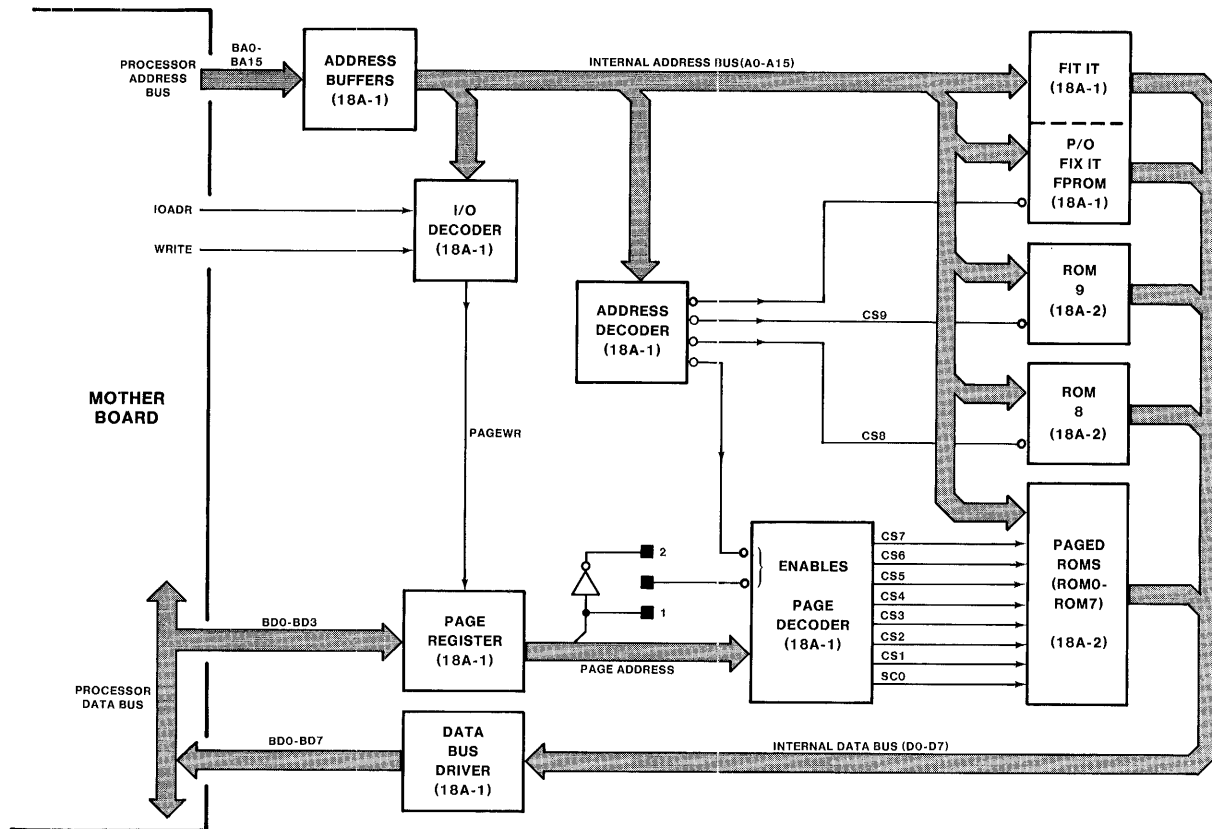 PROCESSOR
ADDRESS
BUS
BA0-
BA15
ADDRESS
BUFFERS
(18A-1)
INTERNAL ADDRESS BUS(A0-A15)
FIT IT
(18A-1)
P/O
FIX IT
FPROM
(18A-1)
IOADR
WRITE
I/O
DECODER
(18A-1)
ADDRESS
DECODER
(18A-1)
CS9
ROM
9
(18A-2)
CS8
ROM
8
(18A-2)
MOTHER
BOARD
PAGEWR
2
1
ENABLES
PAGE
DECODER
(18A-1)
CS7
CS6
CS5
CS4
CS3
CS2
CS1
SC0
PAGED
ROMS
(ROM0-
ROM7)
(18A-2)
BD0-BD3
PAGE
REGISTER
(18A-1)
PAGE ADDRESS
PROCESSOR
DATA BUS
BD0-BD7
DATA
BUS
DRIVER
(18A-1)
INTERNAL DATA BUS (D0-D7)